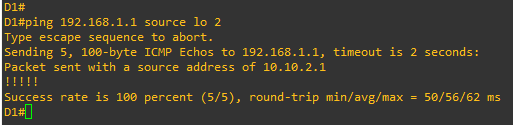 D1#
D1#ping 192.168.1.1 source lo 2
Type escape sequence to abort.
Sending 5, 100-byte ICMP Echos to 192.168.1.1, timeout is 2 seconds:
Packet sent with a source address of 10.10.2.1
!!!!!
Success rate is 100 percent (5/5), round-trip min/avg/max = 50/56/62 ms
D1#